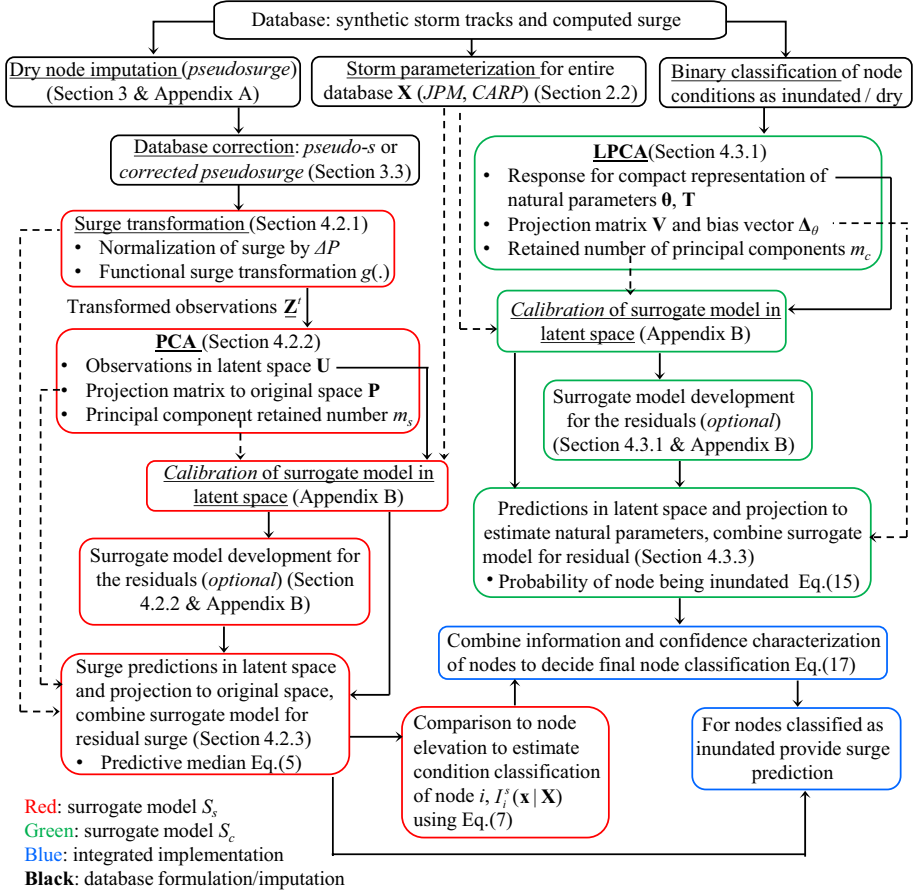 Database: synthetic storm tracks and computed surge
Dry node imputation (pseudosurge)
(Section 3 & Appendix A)
Storm parameterization for entire
database X (JPM, CARP) (Section 2.2)
Binary classification of node
conditions as inundated / dry
Database correction: pseudo-s or
corrected pseudosurge (Section 3.3)
LPCA(Section 4.3.1)
• Response for compact representation of
natural parameters θ, T
• Projection matrix V and bias vector Δθ
• Retained number of principal components mc
Surge transformation (Section 4.2.1)
• Normalization of surge by ΔP
• Functional surge transformation g(.)
Transformed observations Z'
Calibration of surrogate model in
latent space (Appendix B)
PCA (Section 4.2.2)
• Observations in latent space U
• Projection matrix to original space P
• Principal component retained number ms
Surrogate model development
for the residuals (optional)
(Section 4.3.1 & Appendix B)
Calibration of surrogate model in
latent space (Appendix B)
Predictions in latent space and projection to
estimate natural parameters, combine surrogate
model for residual (Section 4.3.3)
• Probability of node being inundated Eq.(15)
Surrogate model development for
the residuals (optional) (Section
4.2.2 & Appendix B)
Combine information and confidence characterization
of nodes to decide final node classification Eq.(17)
Surge predictions in latent space
and projection to original space,
combine surrogate model for
residual surge (Section 4.2.3)
• Predictive median Eq.(5)
Comparison to node
elevation to estimate
condition classification
of node i, I_i^s(x | X)
using Eq.(7)
For nodes classified as
inundated provide surge
prediction
Red: surrogate model Ss
Green: surrogate model Sc
Blue: integrated implementation
Black: database formulation/imputation